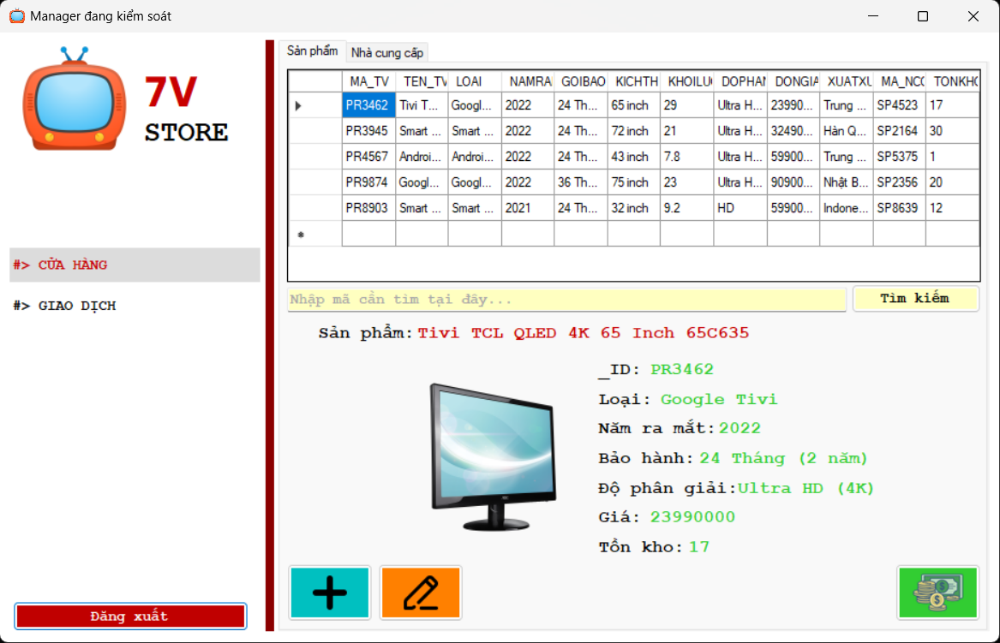 Manager đang kiểm soát
7V
STORE
#> CỬA HÀNG
#> GIAO DỊCH
Đăng xuất
Sản phẩm Nhà cung cấp
MA_TV TEN_TV LOAI NAMRA GOIBAO KICHTH KHOILU DOPHAN DONGIA XUATXU MA_NCC TONKHO
PR3462 Tivi T... Googl... 2022 24 Th... 65 inch 29 Ultra H... 23990... Trung ... SP4523 17
PR3945 Smart ... Smart ... 2022 24 Th... 72 inch 21 Ultra H... 32490... Hàn Q... SP2164 30
PR4567 Androi... Androi... 2022 24 Th... 43 inch 7.8 Ultra H... 59900... Trung ... SP5375 1
PR9874 Googl... Googl... 2022 36 Th... 75 inch 23 Ultra H... 90900... Nhật B... SP2356 20
PR8903 Smart ... Smart ... 2021 24 Th... 32 inch 9.2 HD 59900... Indone... SP8639 12
Nhập mã cần tìm tại đây... Tìm kiếm
Sản phẩm: Tivi TCL QLED 4K 65 Inch 65C635
_ID: PR3462
Loại: Google Tivi
Năm ra mắt: 2022
Bảo hành: 24 Tháng (2 năm)
Độ phân giải: Ultra HD (4K)
Giá: 23990000
Tồn kho: 17